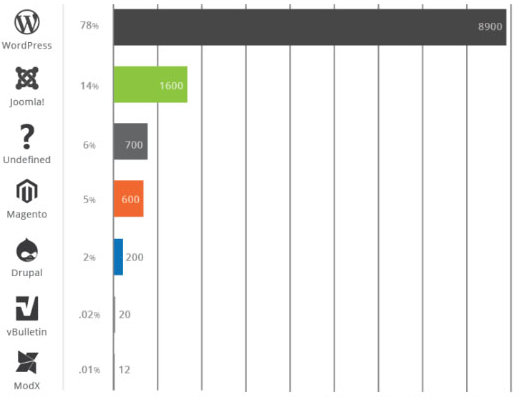 WordPress 78% 8900
Joomla! 14% 1600
? Undefined 6% 700
Magento 5% 600
Drupal 2% 200
vBulletin .02% 20
ModX .01% 12